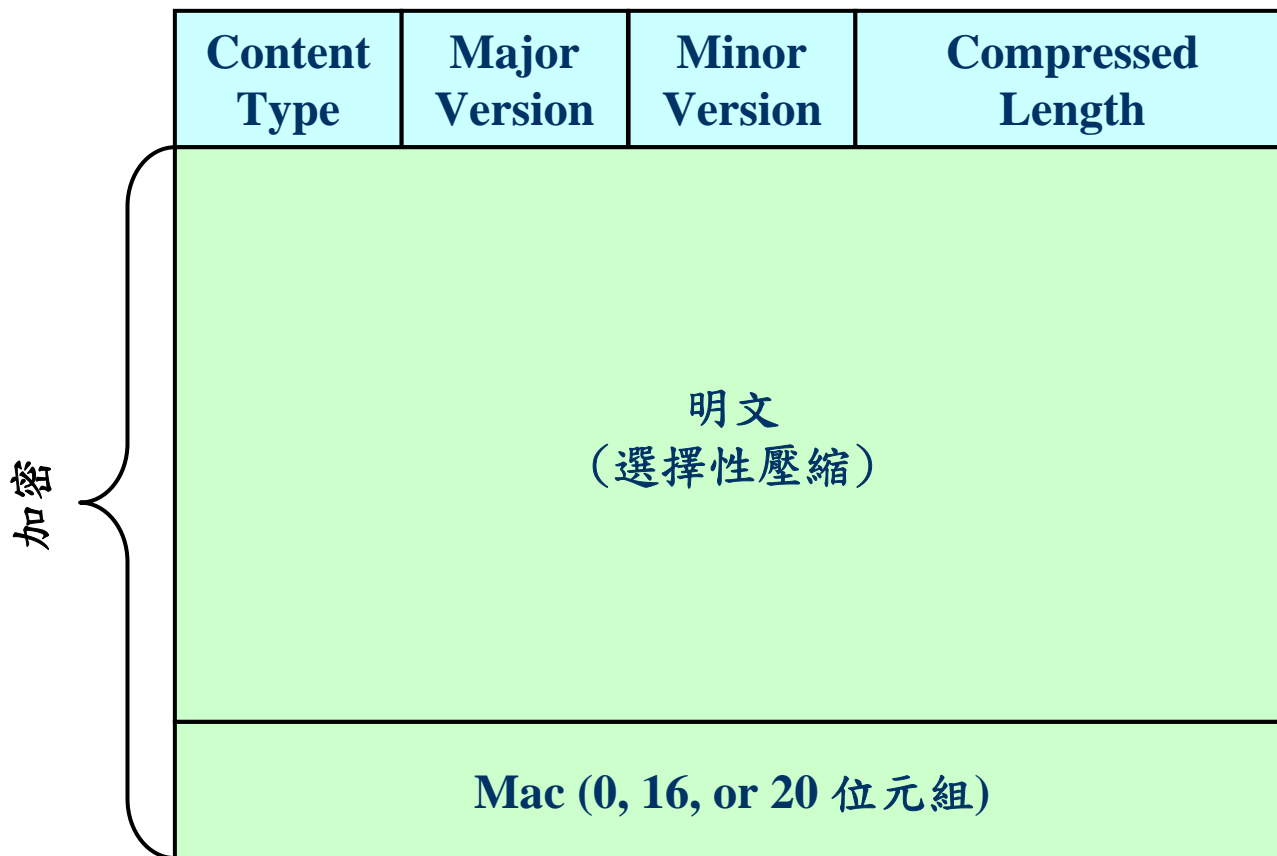 Content Type
Major Version
Minor Version
Compressed Length
加密
明文
(選擇性壓縮)
Mac (0, 16, or 20 位元組)